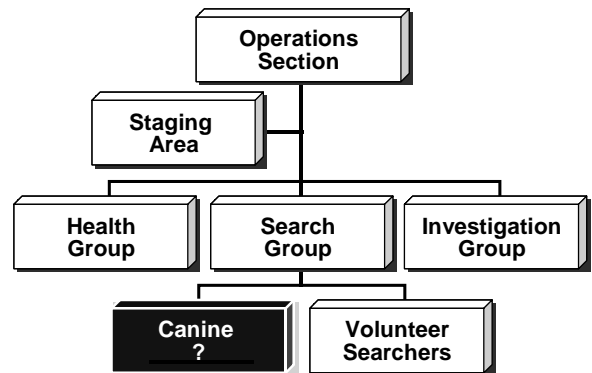 Operations
Section
Staging
Area
Health
Group
Search
Group
Investigation
Group
Canine
?
Volunteer
Searchers